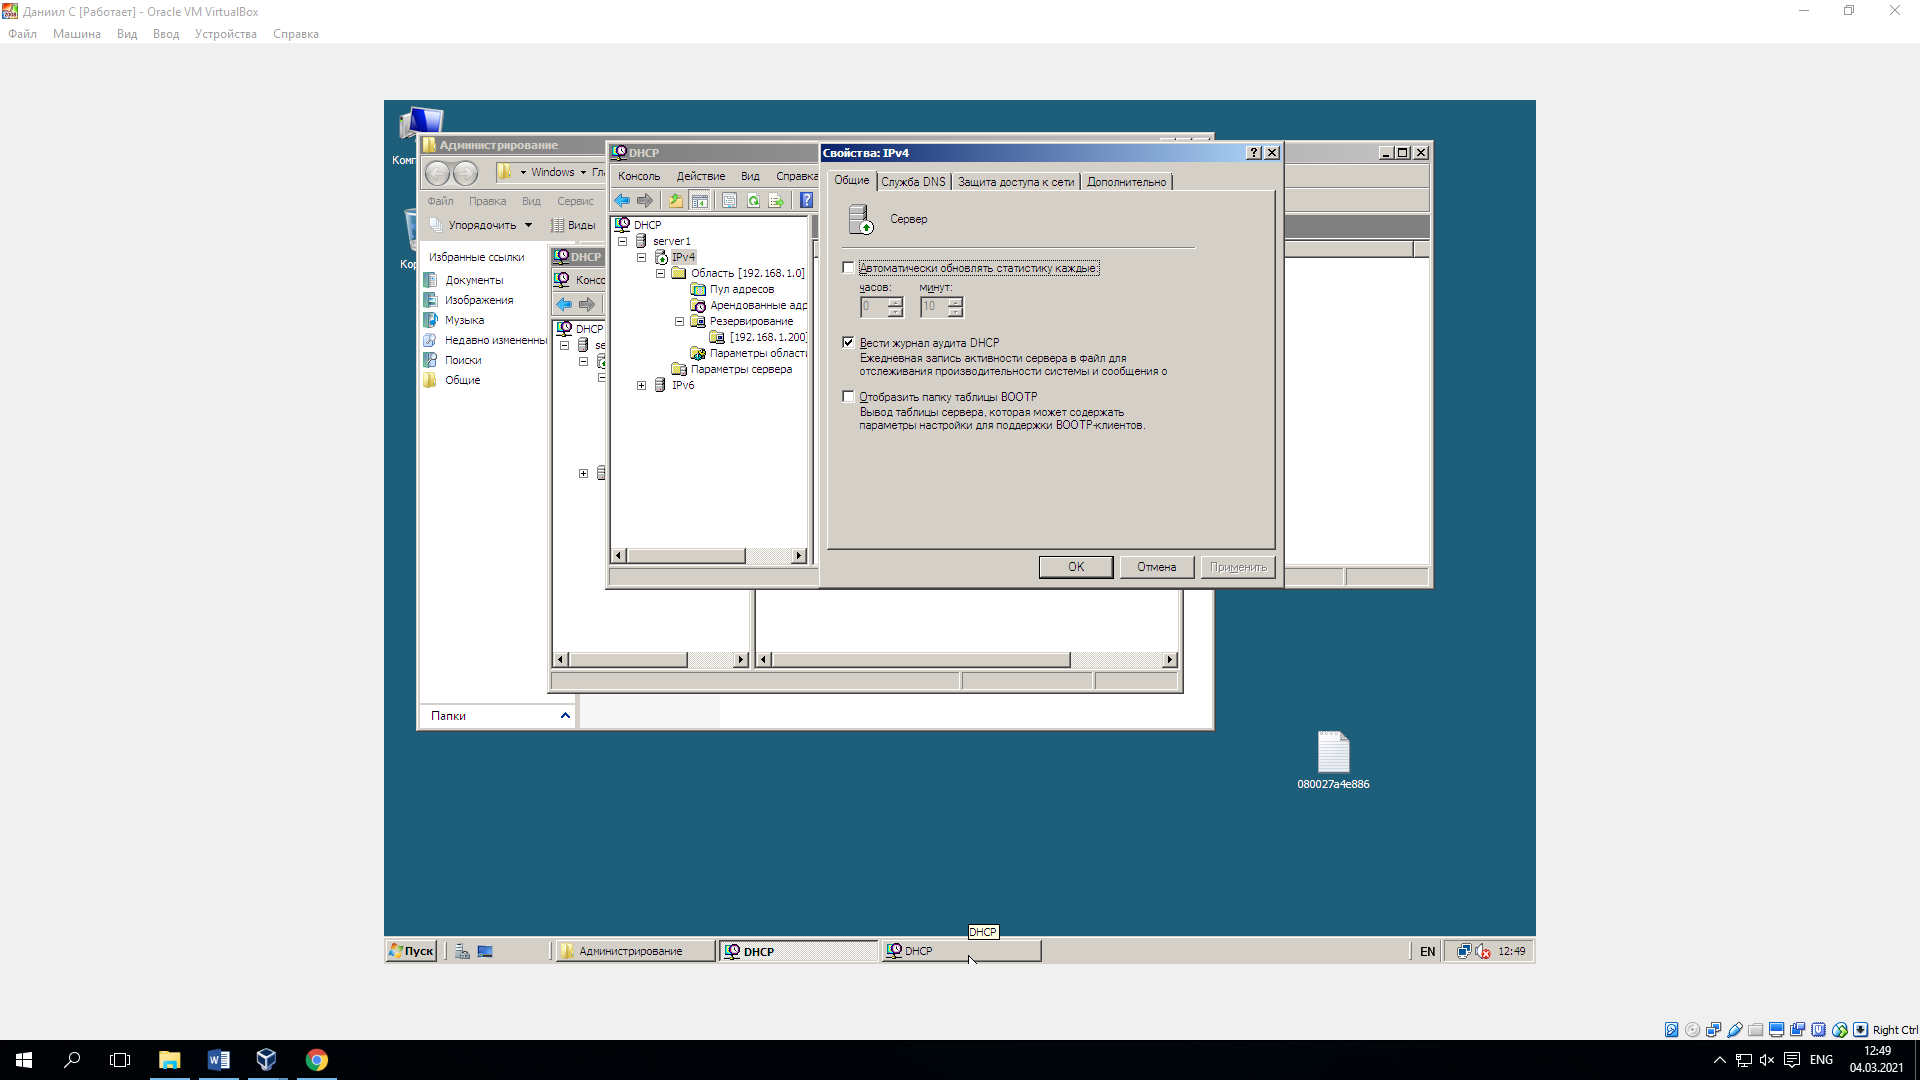 Даниил С [Работает] - Oracle VM VirtualBox
Файл Машина Вид Ввод Устройства Справка
Администрирование
Windows
Файл Правка Вид Сервис
Упорядочить Виды
Избранные ссылки
Документы
Изображения
Музыка
Недавно измененны
Поиски
Общие
Папки
DHCP
Консо
DHCP
se
DHCP
Консоль Действие Вид Справка
DHCP
server1
IPv4
Область [192.168.1.0]
Пул адресов
Арендованные адр
Резервирование
[192.168.1.200]
Параметры област
Параметры сервера
IPv6
Свойства: IPv4
Общие Служба DNS Защита доступа к сети Дополнительно
Сервер
Автоматически обновлять статистику каждые:
часов: минут:
0 10
Вести журнал аудита DHCP
Ежедневная запись активности сервера в файл для
отслеживания производительности системы и сообщения о
Отобразить папку таблицы BOOTP
Вывод таблицы сервера, которая может содержать
параметры настройки для поддержки BOOTP-клиентов.
OK Отмена Применить
080027a4e886
DHCP
Пуск Администрирование DHCP DHCP EN 12:49
Right Ctrl
ENG 12:49
04.03.2021